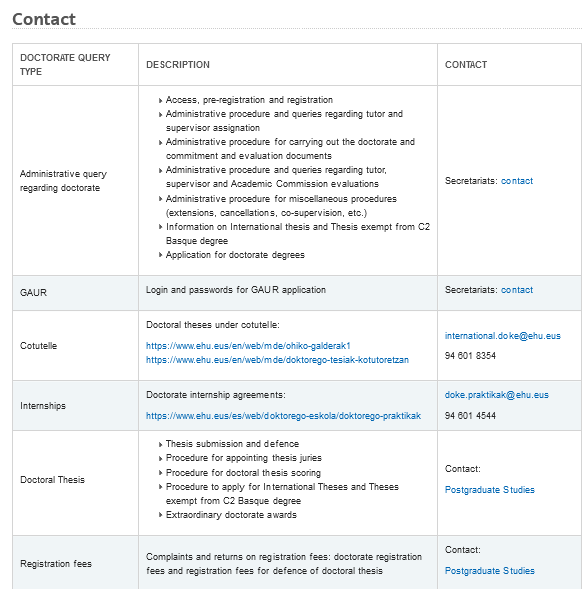 Contact
DOCTORATE QUERY
TYPE
DESCRIPTION
CONTACT
Administrative query
regarding doctorate
Access, pre-registration and registration
Administrative procedure and queries regarding tutor and
supervisor assignation
Administrative procedure for carrying out the doctorate and
commitment and evaluation documents
Administrative procedure and queries regarding tutor,
supervisor and Academic Commission evaluations
Administrative procedure for miscellaneous procedures
(extensions, cancellations, co-supervision, etc.)
Information on International thesis and Thesis exempt from C2
Basque degree
Application for doctorate degrees
Secretariats: contact
GAUR
Login and passwords for GAUR application
Secretariats: contact
Cotutelle
Doctoral theses under cotutelle:
https://www.ehu.eus/en/web/mde/ohiko-galderak1
https://www.ehu.eus/en/web/mde/doktorego-tesiak-kotutoretzan
international.doke@ehu.eus
94 601 8354
Internships
Doctorate internship agreements:
https://www.ehu.eus/es/web/doktorego-eskola/doktorego-praktikak
doke.praktikak@ehu.eus
94 601 4544
Doctoral Thesis
Thesis submission and defence
Procedure for appointing thesis juries
Procedure for doctoral thesis scoring
Procedure to apply for International Theses and Theses
exempt from C2 Basque degree
Extraordinary doctorate awards
Contact:
Postgraduate Studies
Registration fees
Complaints and returns on registration fees: doctorate registration
fees and registration fees for defence of doctoral thesis
Contact:
Postgraduate Studies